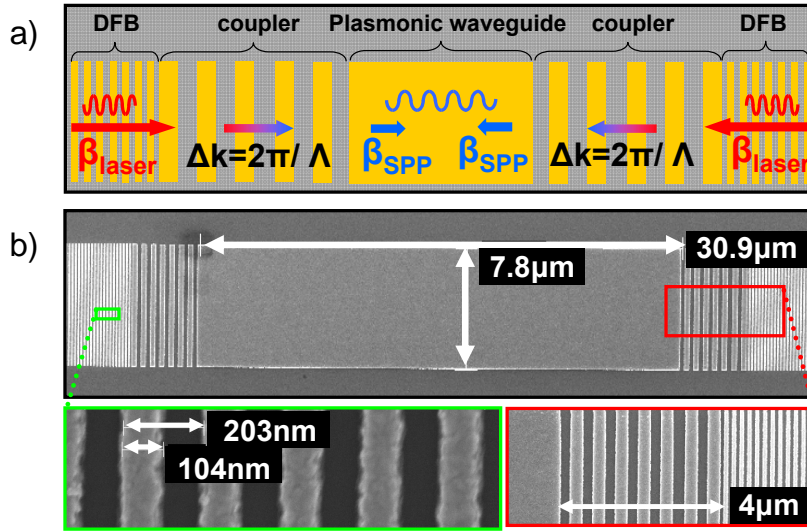 a)
DFB
coupler
Plasmonic waveguide
coupler
DFB
βlaser
Δk=2π/ Λ
βSPP
βSPP
Δk=2π/ Λ
βlaser
b)
7.8µm
30.9µm
203nm
104nm
4µm